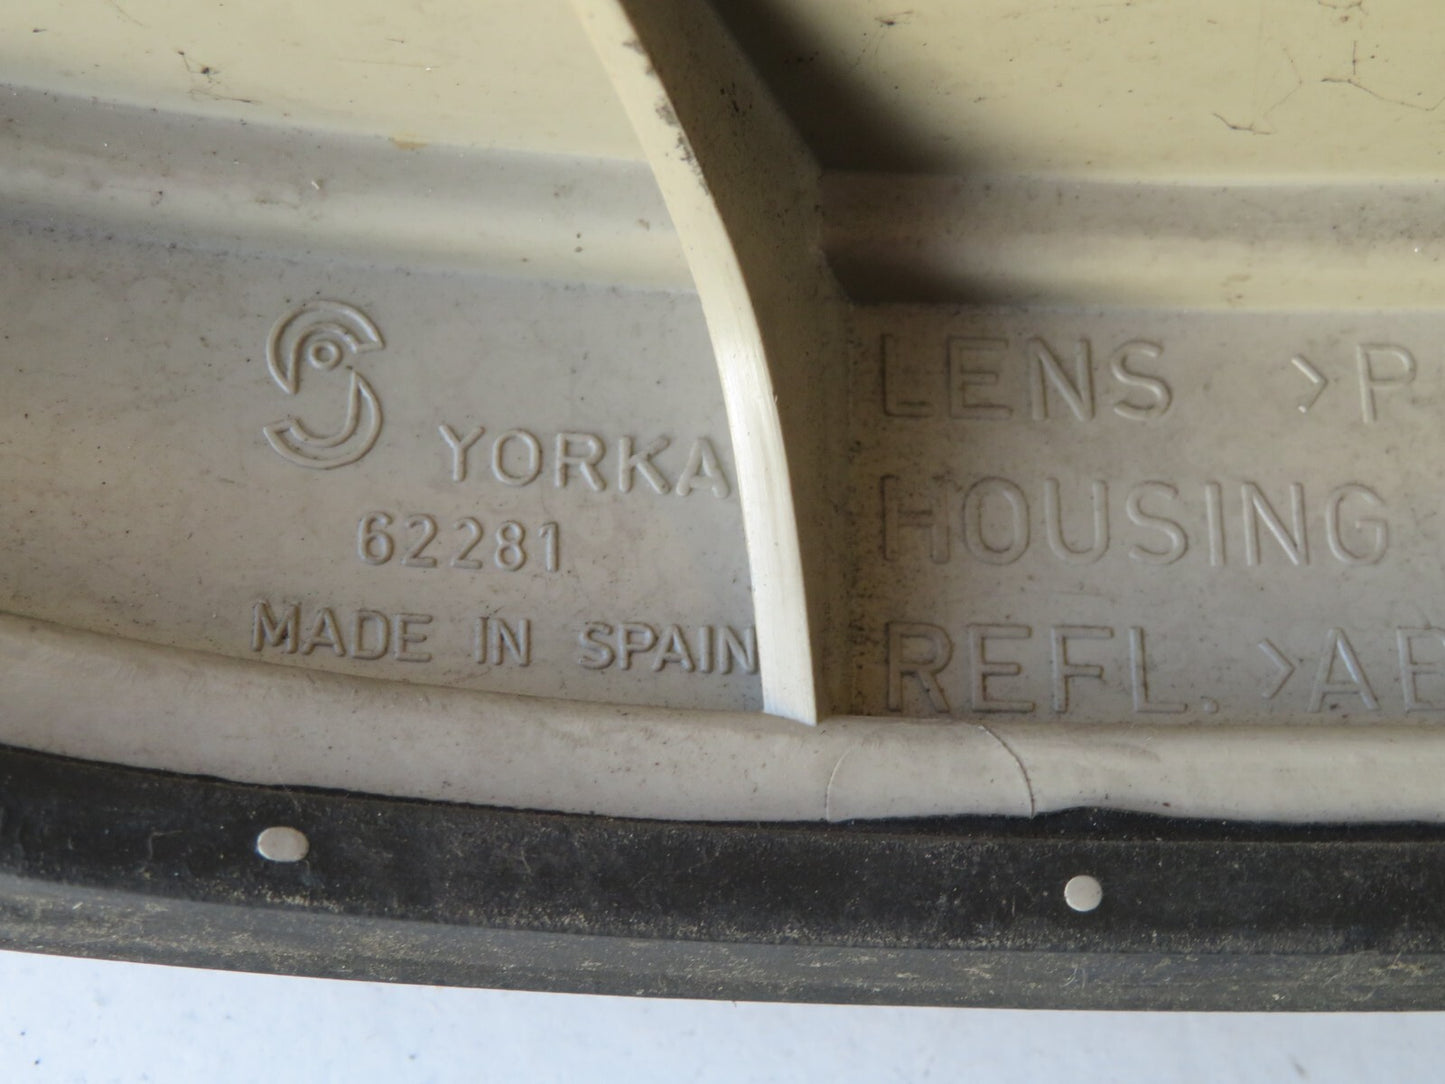 YORKA
62281
MADE IN SPAIN
LENS >P
HOUSING
REFL. >AB